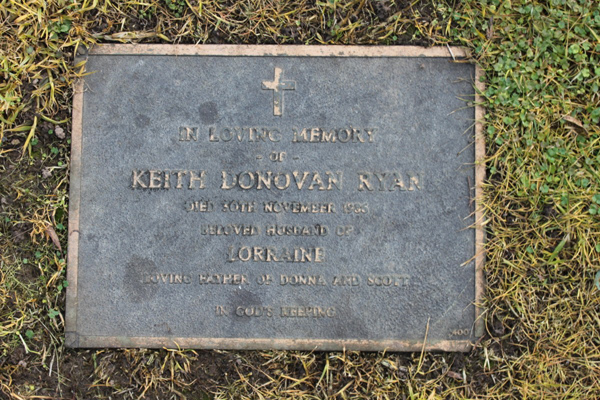 IN LOVING MEMORY
- OF -
KEITH DONOVAN RYAN
DIED 30TH NOVEMBER
BELOVED HUSBAND OF
LORRAINE
LOVING FATHER OF DONNA AND SCOTT
IN GOD'S KEEPING
400